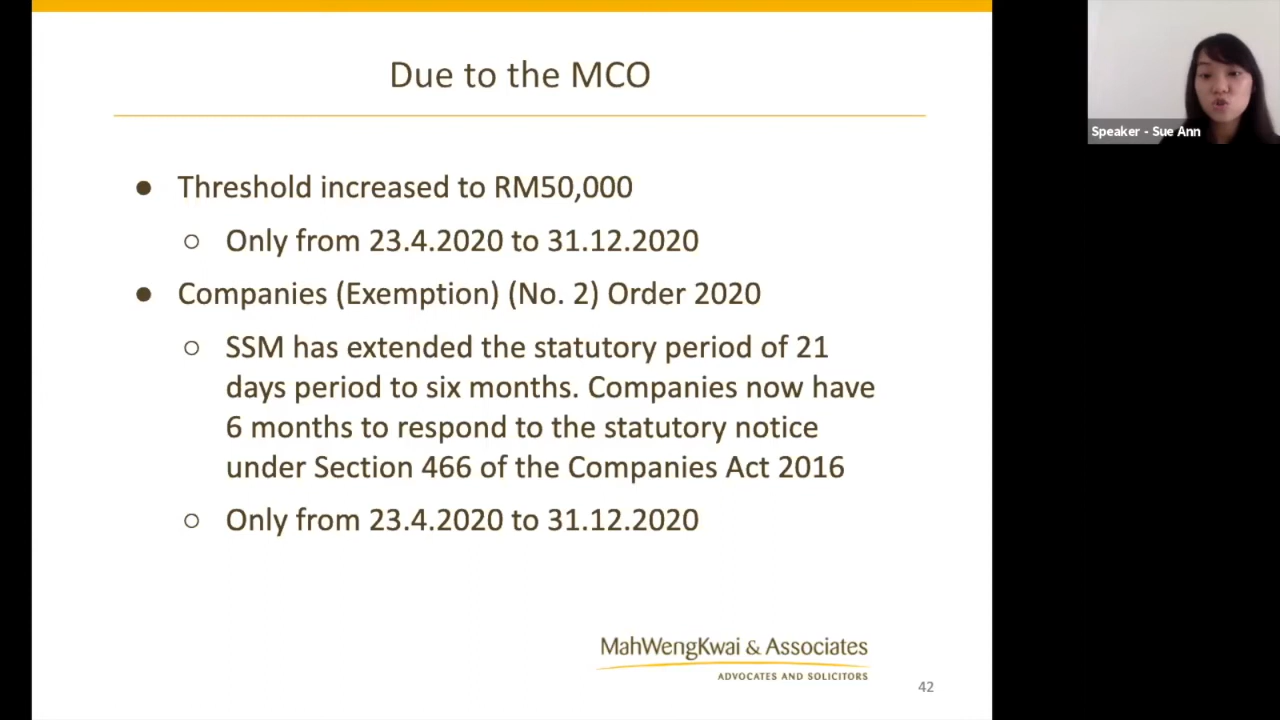 Due to the MCO
● Threshold increased to RM50,000
○ Only from 23.4.2020 to 31.12.2020
● Companies (Exemption) (No. 2) Order 2020
○ SSM has extended the statutory period of 21
days period to six months. Companies now have
6 months to respond to the statutory notice
under Section 466 of the Companies Act 2016
○ Only from 23.4.2020 to 31.12.2020
MahWengKwai & Associates
ADVOCATES AND SOLICITORS
42
Speaker - Sue Ann